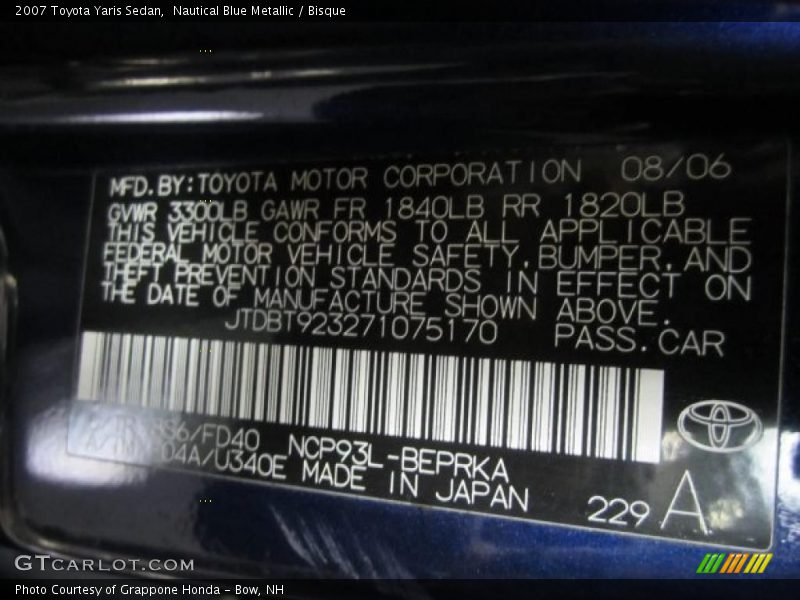 2007 Toyota Yaris Sedan,  Nautical Blue Metallic / Bisque
MFD.BY:TOYOTA MOTOR CORPORATION 08/06
GVWR 3300LB GAWR FR 1840LB RR 1820LB
THIS VEHICLE CONFORMS TO ALL APPLICABLE
FEDERAL MOTOR VEHICLE SAFETY,BUMPER,AND
THEFT PREVENTION STANDARDS IN EFFECT ON
THE DATE OF MANUFACTURE SHOWN ABOVE.
JTDBT923271075170 PASS.CAR
/FD40 NCP93L-BEPRKA
04A/U340E MADE IN JAPAN 229 A
GTCARLOT.COM
Photo Courtesy of Grappone Honda - Bow, NH